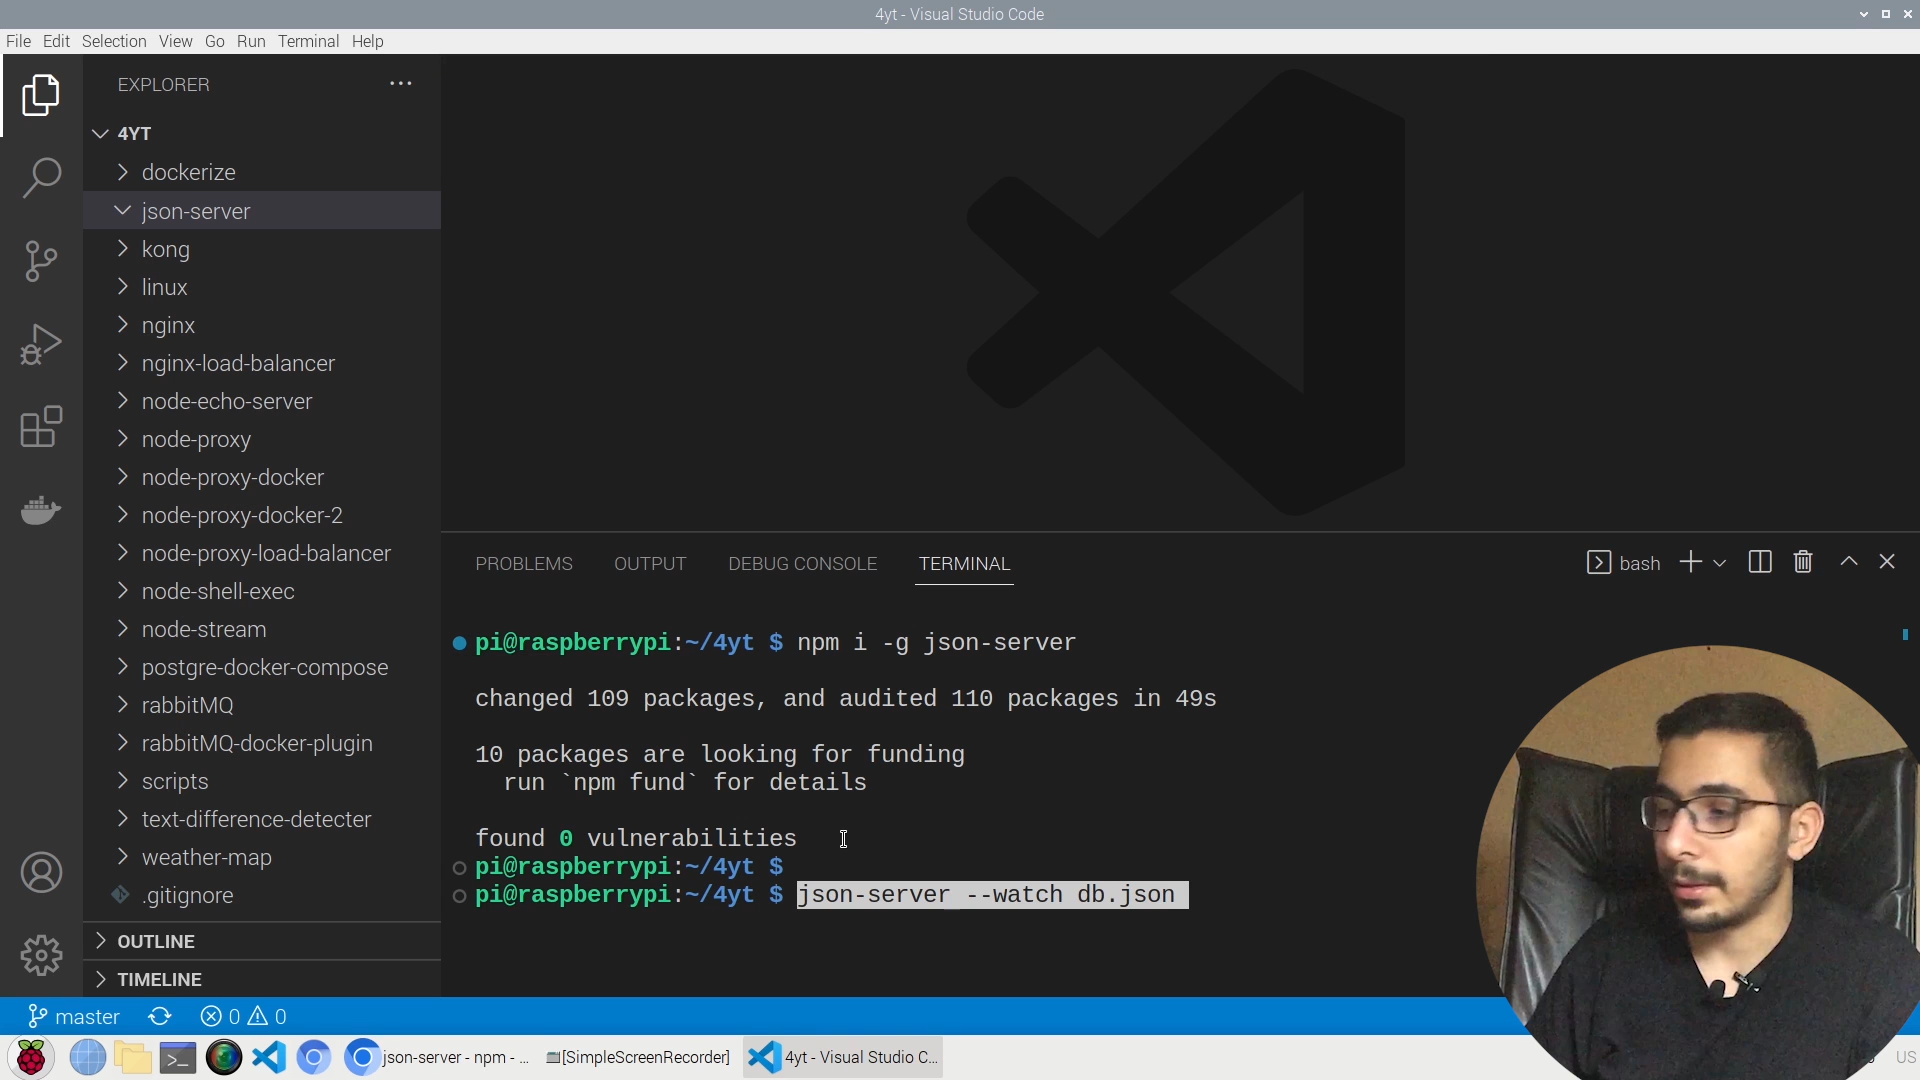 4yt - Visual Studio Code
File Edit Selection View Go Run Terminal Help
EXPLORER
4YT
dockerize
json-server
kong
linux
nginx
nginx-load-balancer
node-echo-server
node-proxy
node-proxy-docker
node-proxy-docker-2
node-proxy-load-balancer
node-shell-exec
node-stream
postgre-docker-compose
rabbitMQ
rabbitMQ-docker-plugin
scripts
text-difference-detecter
weather-map
.gitignore
OUTLINE
TIMELINE
PROBLEMS OUTPUT DEBUG CONSOLE TERMINAL
bash
pi@raspberrypi:~/4yt $ npm i -g json-server
changed 109 packages, and audited 110 packages in 49s
10 packages are looking for funding
run `npm fund` for details
found 0 vulnerabilities
pi@raspberrypi:~/4yt $
pi@raspberrypi:~/4yt $ json-server --watch db.json
master 0 0
json-server - npm - ... [SimpleScreenRecorder] 4yt - Visual Studio C... US